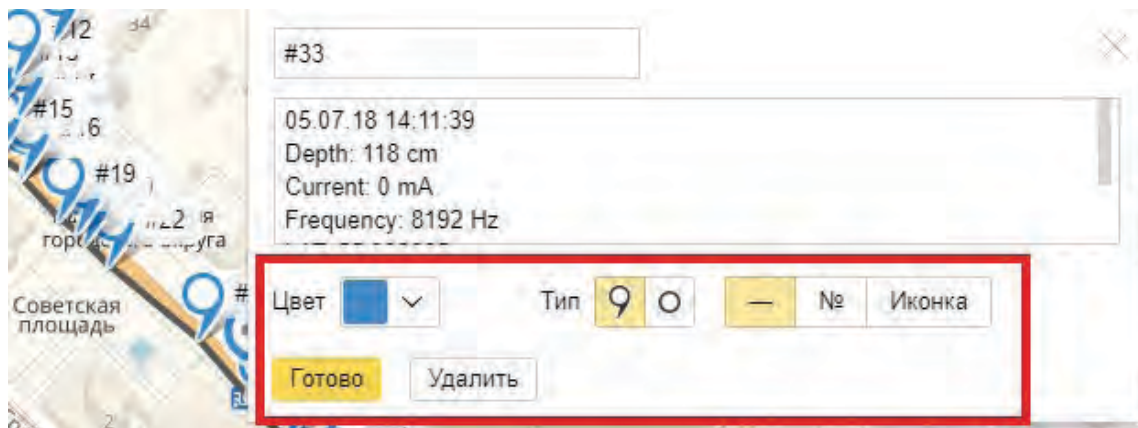 34
#15
#19
Советская
площадь
#33
05.07.18 14:11:39
Depth: 118 cm
Current: 0 mA
Frequency: 8192 Hz
Цвет
Тип
—
№
Иконка
Готово
Удалить